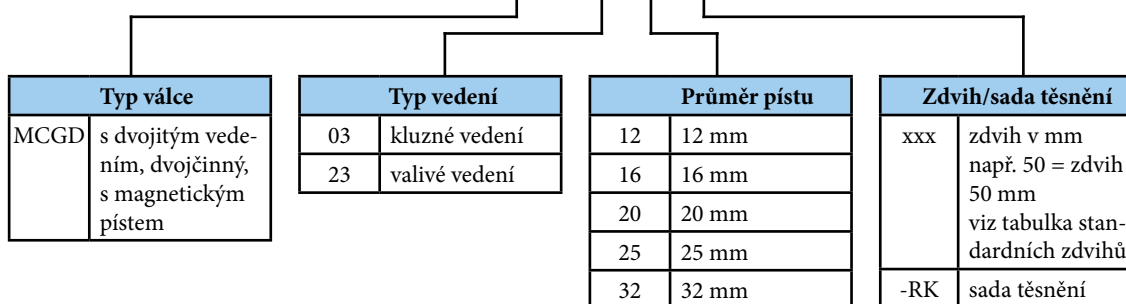 Typ válce
MCGD s dvojitým vede-
ním, dvojčinný,
s magnetickým
pístem
Typ vedení
03 kluzné vedení
23 valivé vedení
Průměr pístu
12 12 mm
16 16 mm
20 20 mm
25 25 mm
32 32 mm
Zdvih/sada těsnění
xxx zdvih v mm
např. 50 = zdvih
50 mm
viz tabulka stan-
dardních zdvihů
-RK sada těsnění